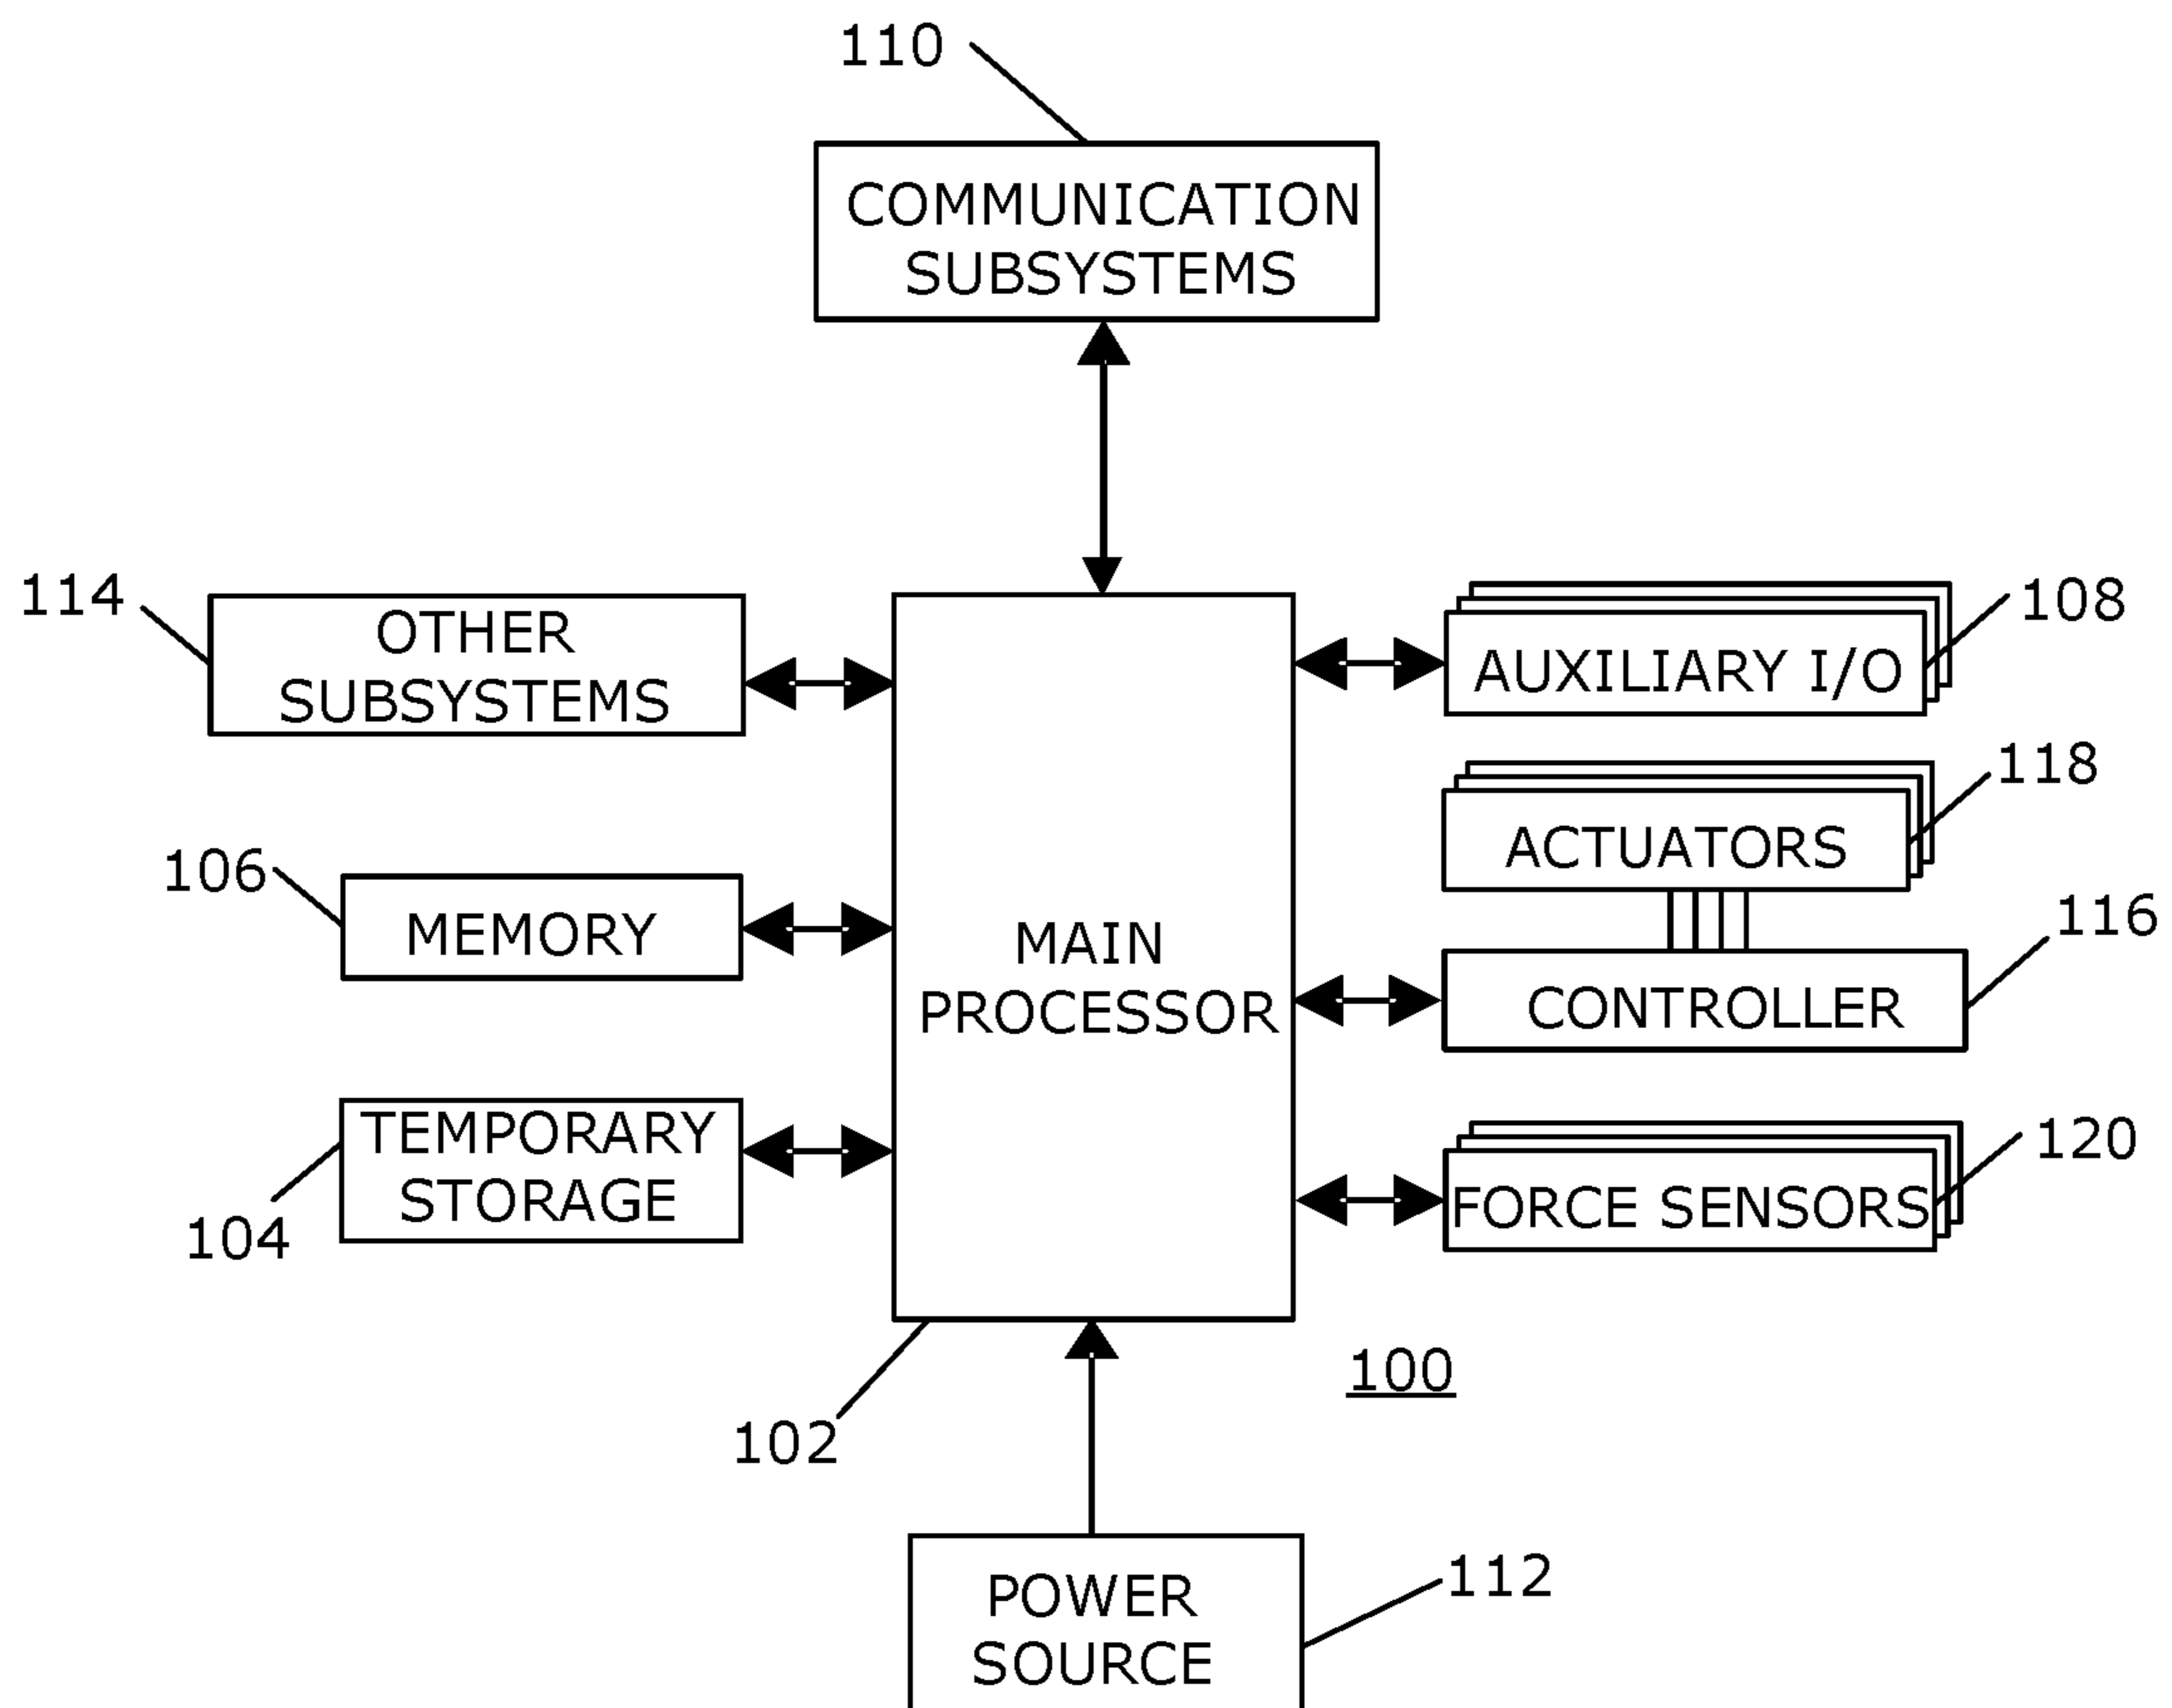 110
COMMUNICATION
SUBSYSTEMS
114
OTHER
SUBSYSTEMS
AUXILIARY I/O
108
ACTUATORS
118
106
MEMORY
MAIN
PROCESSOR
CONTROLLER
116
TEMPORARY
STORAGE
104
FORCE SENSORS
120
102
100
POWER
SOURCE
112